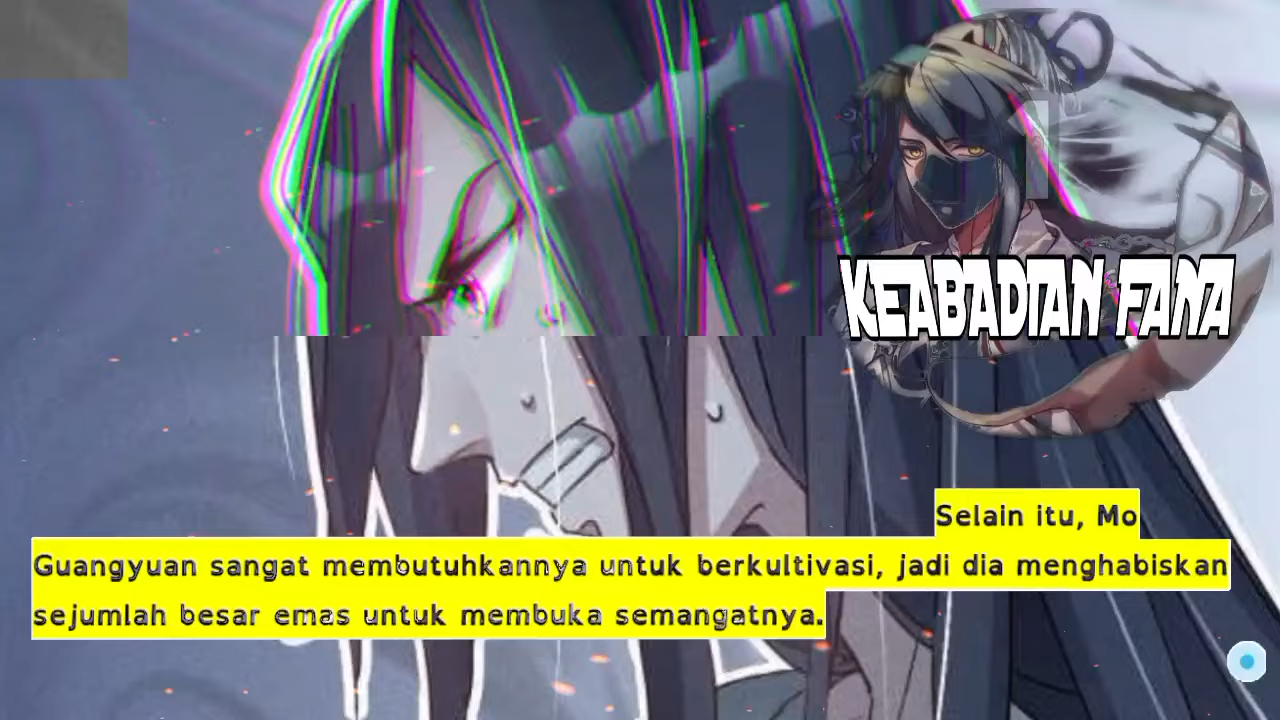 KEABADIAN FANA
Selain itu, Mo
Guangyuan sangat membutuhkannya untuk berkultivasi, jadi dia menghabiskan
sejumlah besar emas untuk membuka semangatnya.